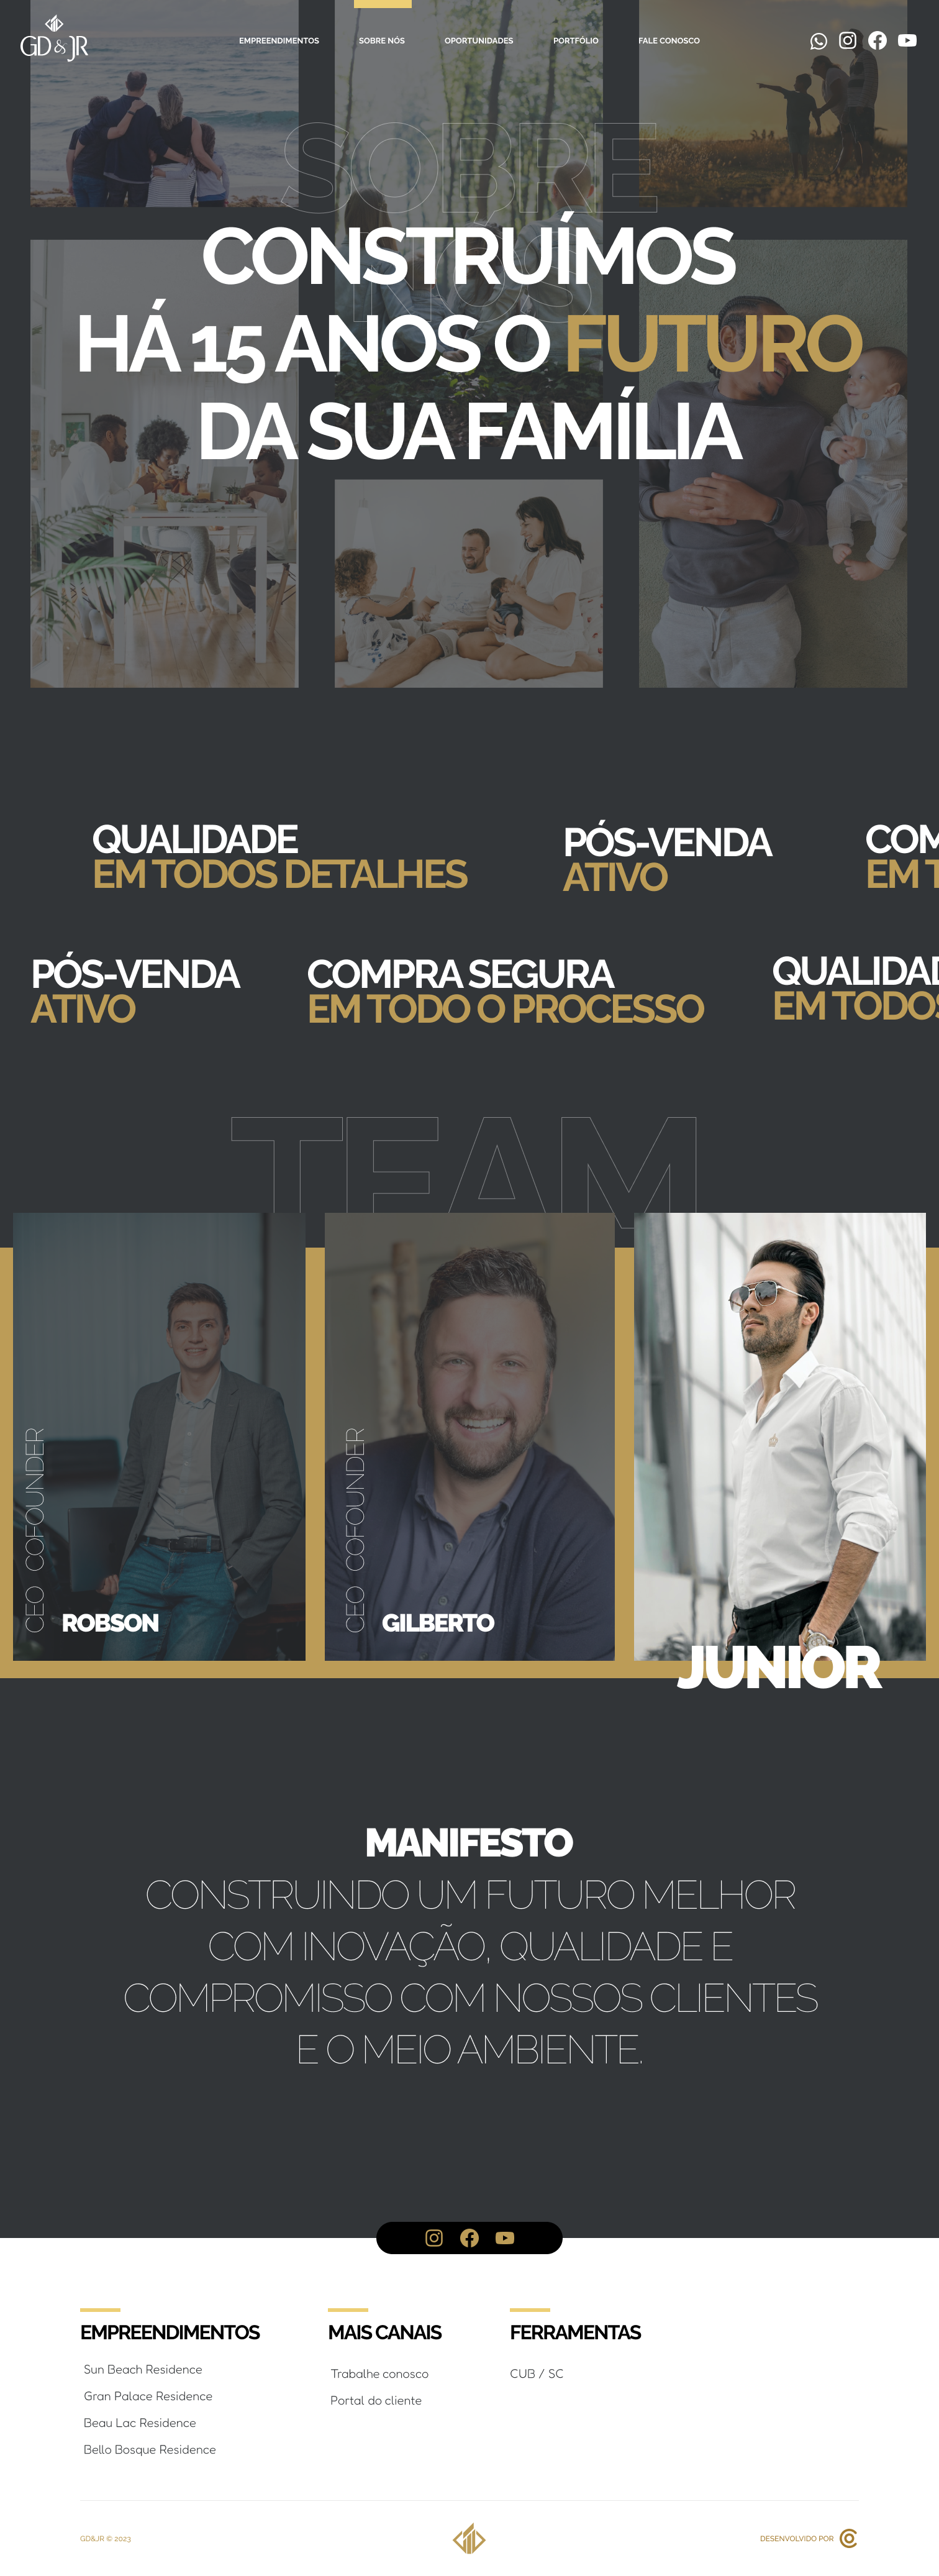 GD&JR
EMPREENDIMENTOS SOBRE NÓS OPORTUNIDADES PORTFÓLIO FALE CONOSCO
SOBRE
NÓS
CONSTRUÍMOS
HÁ 15 ANOS O FUTURO
DA SUA FAMÍLIA
QUALIDADE
EM TODOS DETALHES
PÓS-VENDA
ATIVO
COM
EM T
PÓS-VENDA
ATIVO
COMPRA SEGURA
EM TODO O PROCESSO
QUALIDAD
EM TODOS
TEAM
CEO COFOUNDER
ROBSON
CEO COFOUNDER
GILBERTO
JUNIOR
MANIFESTO
CONSTRUINDO UM FUTURO MELHOR
COM INOVAÇÃO, QUALIDADE E
COMPROMISSO COM NOSSOS CLIENTES
E O MEIO AMBIENTE.
EMPREENDIMENTOS
Sun Beach Residence
Gran Palace Residence
Beau Lac Residence
Bello Bosque Residence
MAIS CANAIS
Trabalhe conosco
Portal do cliente
FERRAMENTAS
CUB / SC
GD&JR © 2023
DESENVOLVIDO POR